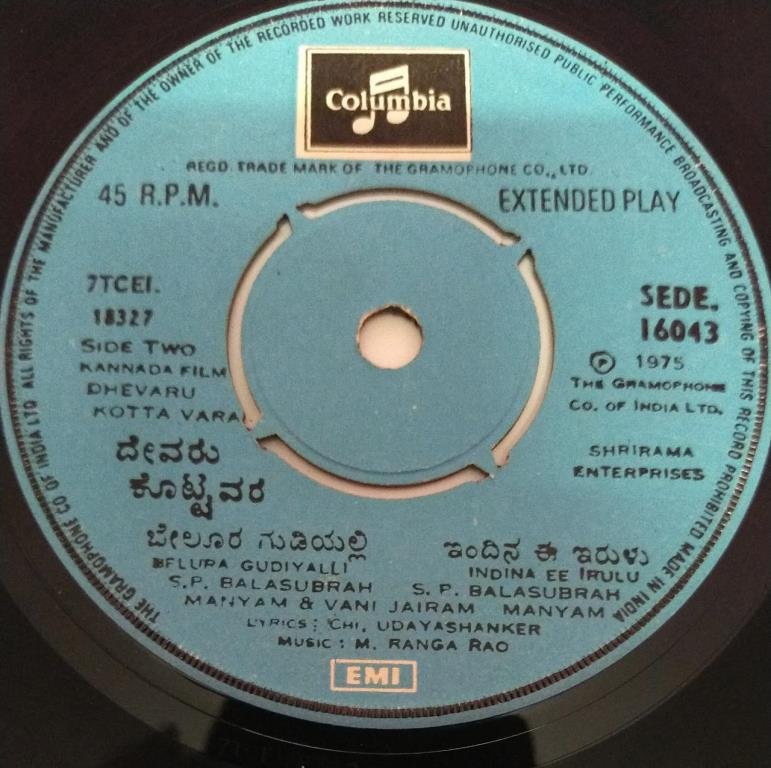 THE GRAMOPHONE CO OF INDIA LTD ALL RIGHTS OF THE MANUFACTURER AND OF THE OWNER OF THE RECORDED WORK RESERVED UNAUTHORISED PUBLIC PERFORMANCE BROADCASTING AND COPYING OF THIS RECORD PROHIBITED MADE IN INDIA
Columbia
REGD. TRADE MARK OF THE GRAMOPHONE CO., LTD.
45 R.P.M.
EXTENDED PLAY
7TCEI.
18327
SIDE TWO
KANNADA FILM
DHEVARU
KOTTA VARA
SEDE.
16043
Ⓟ 1975
THE GRAMOPHONE
CO. OF INDIA LTD.
SHRIRAMA
ENTERPRISES
ದೇವರು
ಕೊಟ್ಟವರ
ಬೇಲೂರ ಗುಡಿಯಲ್ಲಿ
BELURA GUDIYALLI
S.P. BALASUBRAH
MANYAM & VANI JAIRAM
ಇಂದಿನ ಈ ಇರುಳು
INDINA EE IRULU
S. P. BALASUBRAH
MANYAM
LYRICS : CHI, UDAYASHANKER
MUSIC : M. RANGA RAO
EMI